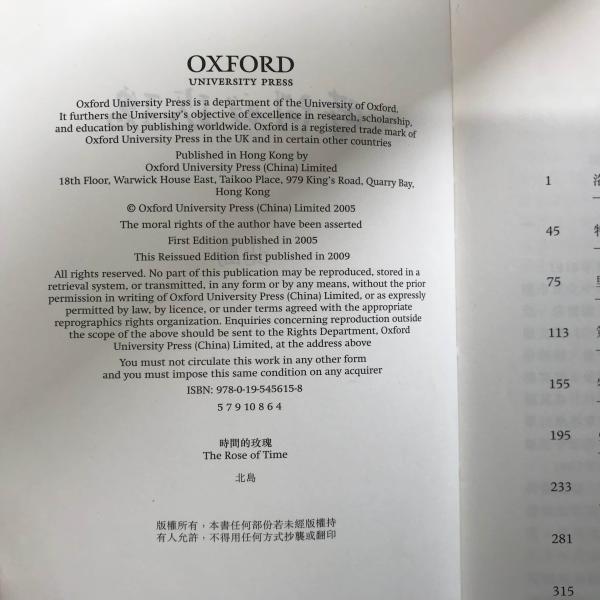 OXFORD
UNIVERSITY PRESS
Oxford University Press is a department of the University of Oxford.
It furthers the University's objective of excellence in research, scholarship,
and education by publishing worldwide. Oxford is a registered trade mark of
Oxford University Press in the UK and in certain other countries
Published in Hong Kong by
Oxford University Press (China) Limited
18th Floor, Warwick House East, Taikoo Place, 979 King's Road, Quarry Bay,
Hong Kong
© Oxford University Press (China) Limited 2005
The moral rights of the author have been asserted
First Edition published in 2005
This Reissued Edition first published in 2009
All rights reserved. No part of this publication may be reproduced, stored in a
retrieval system, or transmitted, in any form or by any means, without the prior
permission in writing of Oxford University Press (China) Limited, or as expressly
permitted by law, by licence, or under terms agreed with the appropriate
reprographics rights organization. Enquiries concerning reproduction outside
the scope of the above should be sent to the Rights Department, Oxford
University Press (China) Limited, at the address above
You must not circulate this work in any other form
and you must impose this same condition on any acquirer
ISBN: 978-0-19-545615-8
5 7 9 10 8 6 4
時間的玫瑰
The Rose of Time
北島
版權所有，本書任何部份若未經版權持
有人允許，不得用任何方式抄襲或翻印
1
45
75
113
155
195
233
281
315